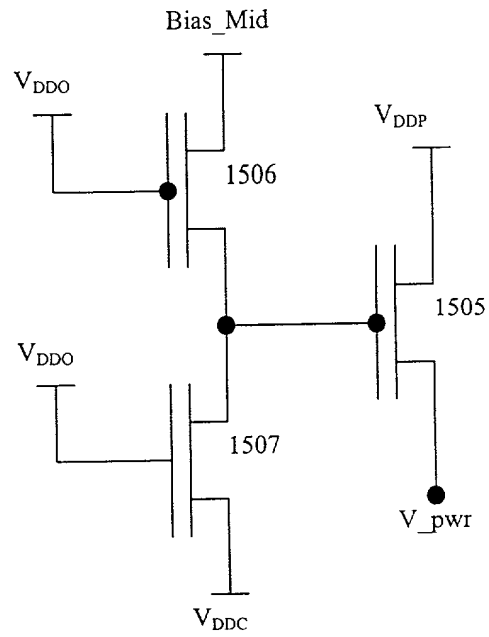 Bias_Mid
VDDO
VDDP
1506
1505
VDDO
1507
V_pwr
VDDC